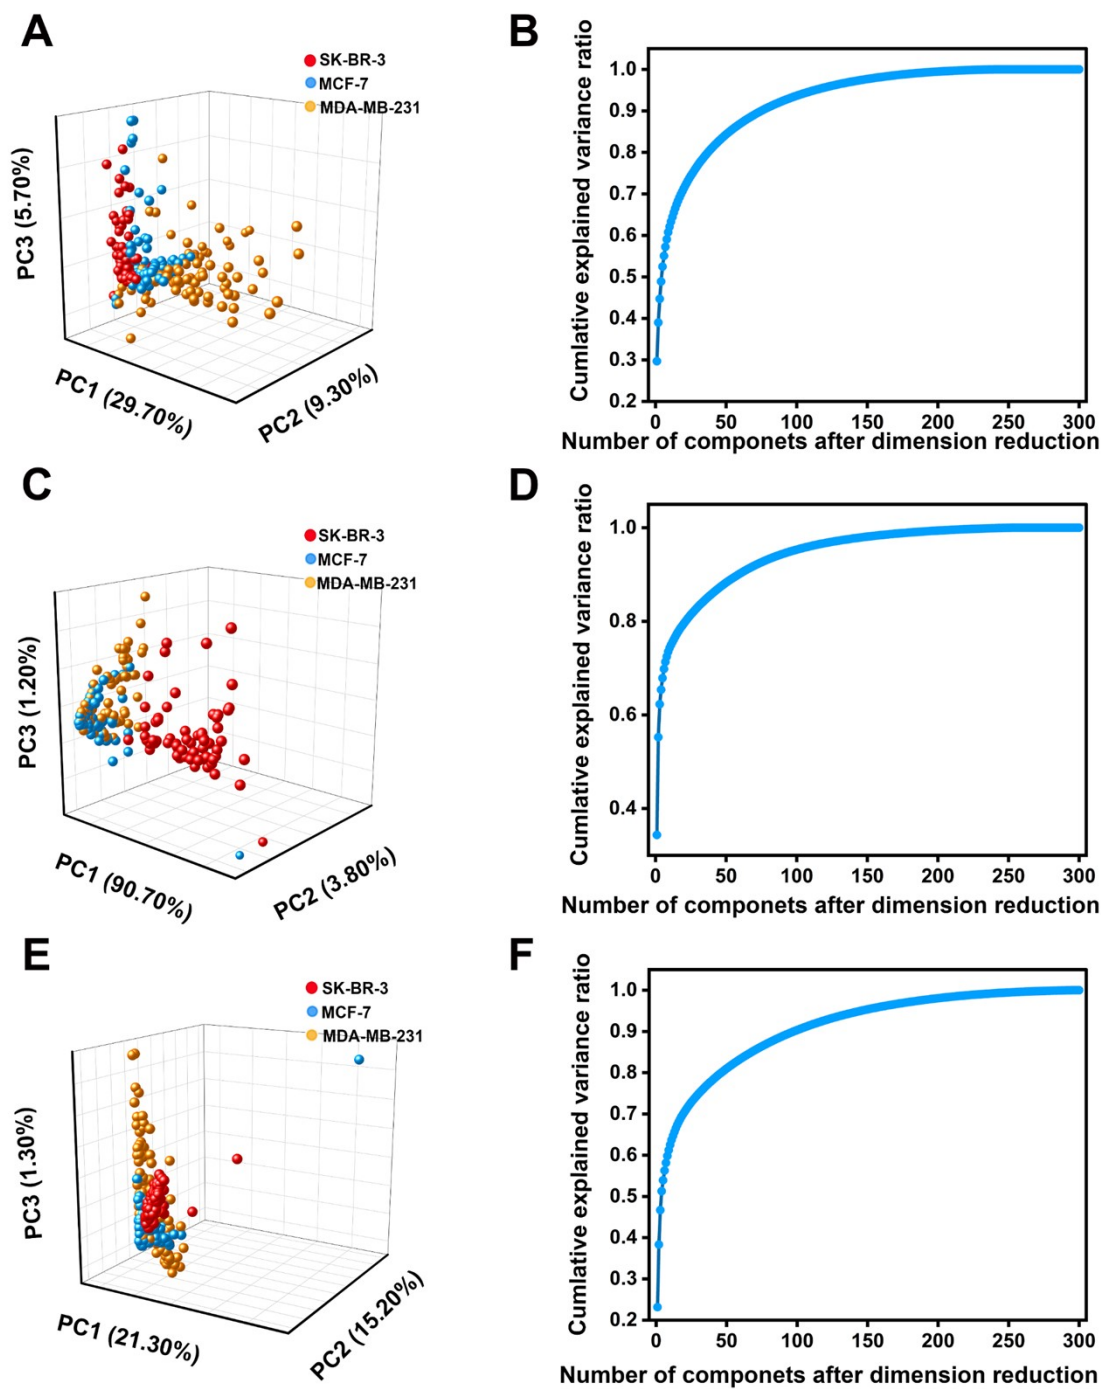 A
SK-BR-3
MCF-7
MDA-MB-231
PC3 (5.70%)
PC1 (29.70%)
PC2 (9.30%)
B
Cumlative explained variance ratio
1.0
0.9
0.8
0.7
0.6
0.5
0.4
0.3
0.2
0 50 100 150 200 250 300
Number of componets after dimension reduction
C
SK-BR-3
MCF-7
MDA-MB-231
PC3 (1.20%)
PC1 (90.70%)
PC2 (3.80%)
D
Cumlative explained variance ratio
1.0
0.8
0.6
0.4
0 50 100 150 200 250 300
Number of componets after dimension reduction
E
SK-BR-3
MCF-7
MDA-MB-231
PC3 (1.30%)
PC1 (21.30%)
PC2 (15.20%)
F
Cumlative explained variance ratio
1.0
0.9
0.8
0.7
0.6
0.5
0.4
0.3
0.2
0 50 100 150 200 250 300
Number of componets after dimension reduction